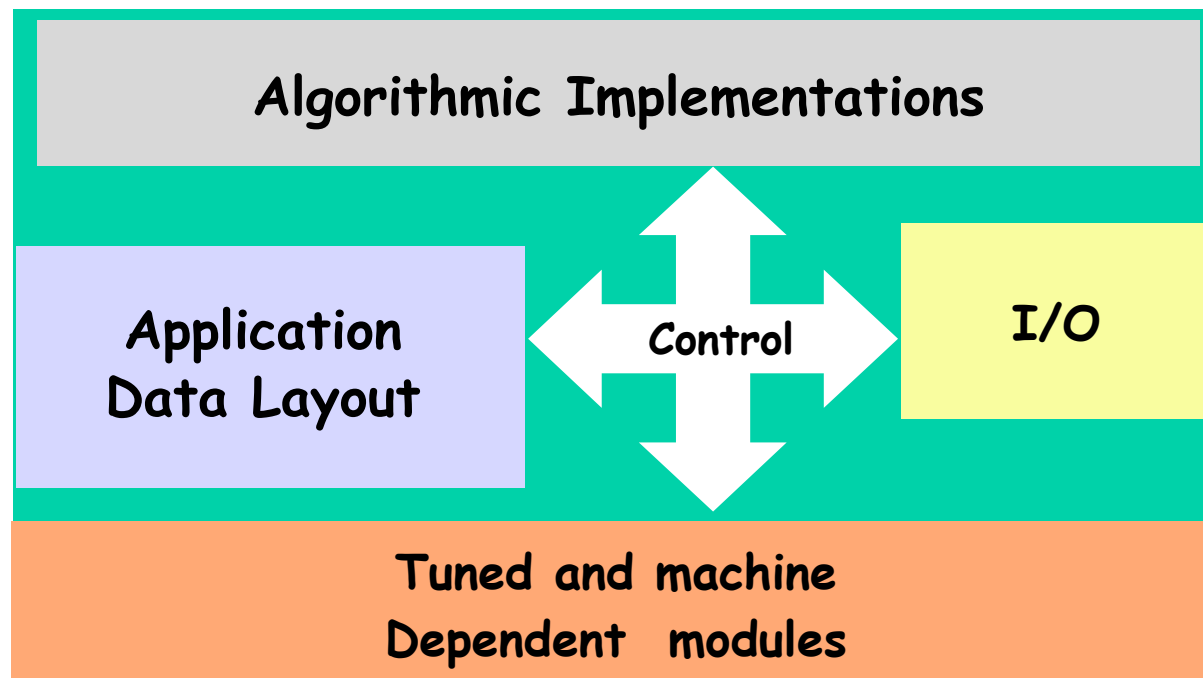 Algorithmic Implementations
Application
Data Layout
Control
I/O
Tuned and machine
Dependent modules